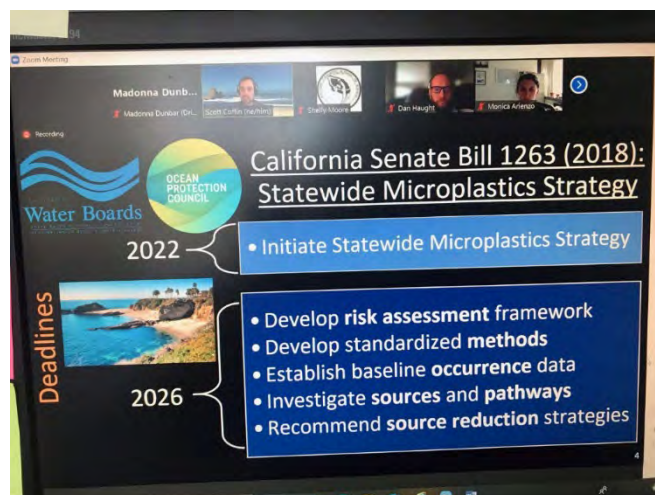 94
Zoom Meeting
Madonna Dunb...
Madonna Dunbar (Dri...
Scott Coffin (he/him)
Shelly Moore
Dan Haught
Monica Arienzo
Recording
OCEAN
PROTECTION
COUNCIL
Water Boards
California Senate Bill 1263 (2018):
Statewide Microplastics Strategy
2022
• Initiate Statewide Microplastics Strategy
Deadlines
2026
• Develop risk assessment framework
• Develop standardized methods
• Establish baseline occurrence data
• Investigate sources and pathways
• Recommend source reduction strategies
4